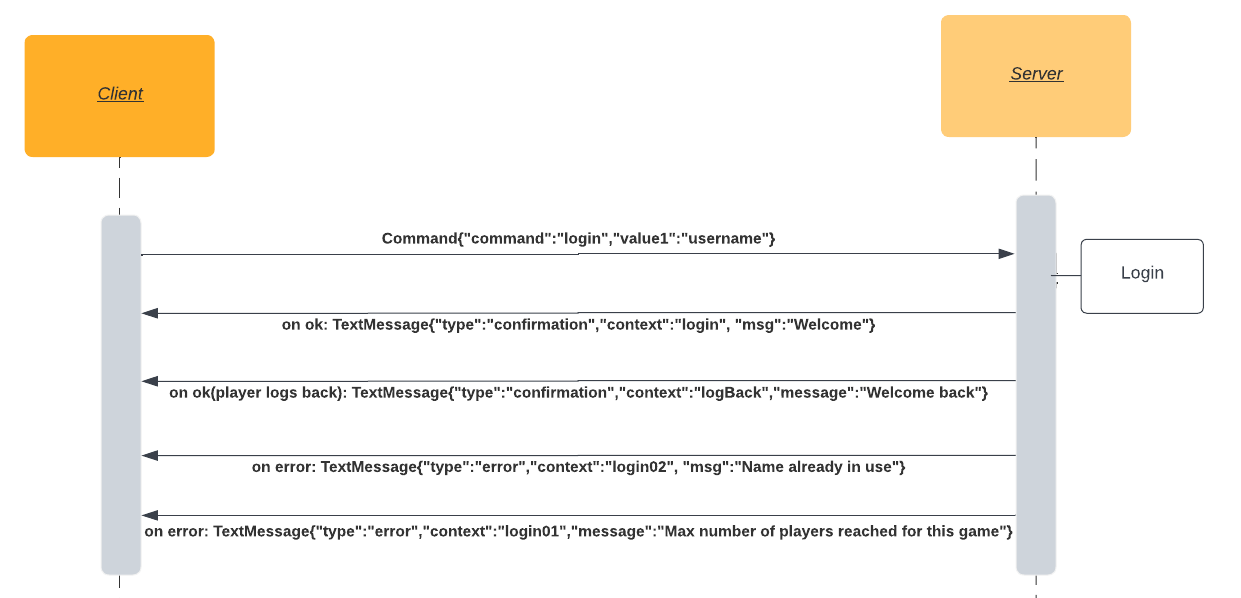 Client
Server
Command{"command":"login","value1":"username"}
Login
on ok: TextMessage{"type":"confirmation","context":"login", "msg":"Welcome"}
on ok(player logs back): TextMessage{"type":"confirmation","context":"logBack","message":"Welcome back"}
on error: TextMessage{"type":"error","context":"login02", "msg":"Name already in use"}
on error: TextMessage{"type":"error","context":"login01","message":"Max number of players reached for this game"}